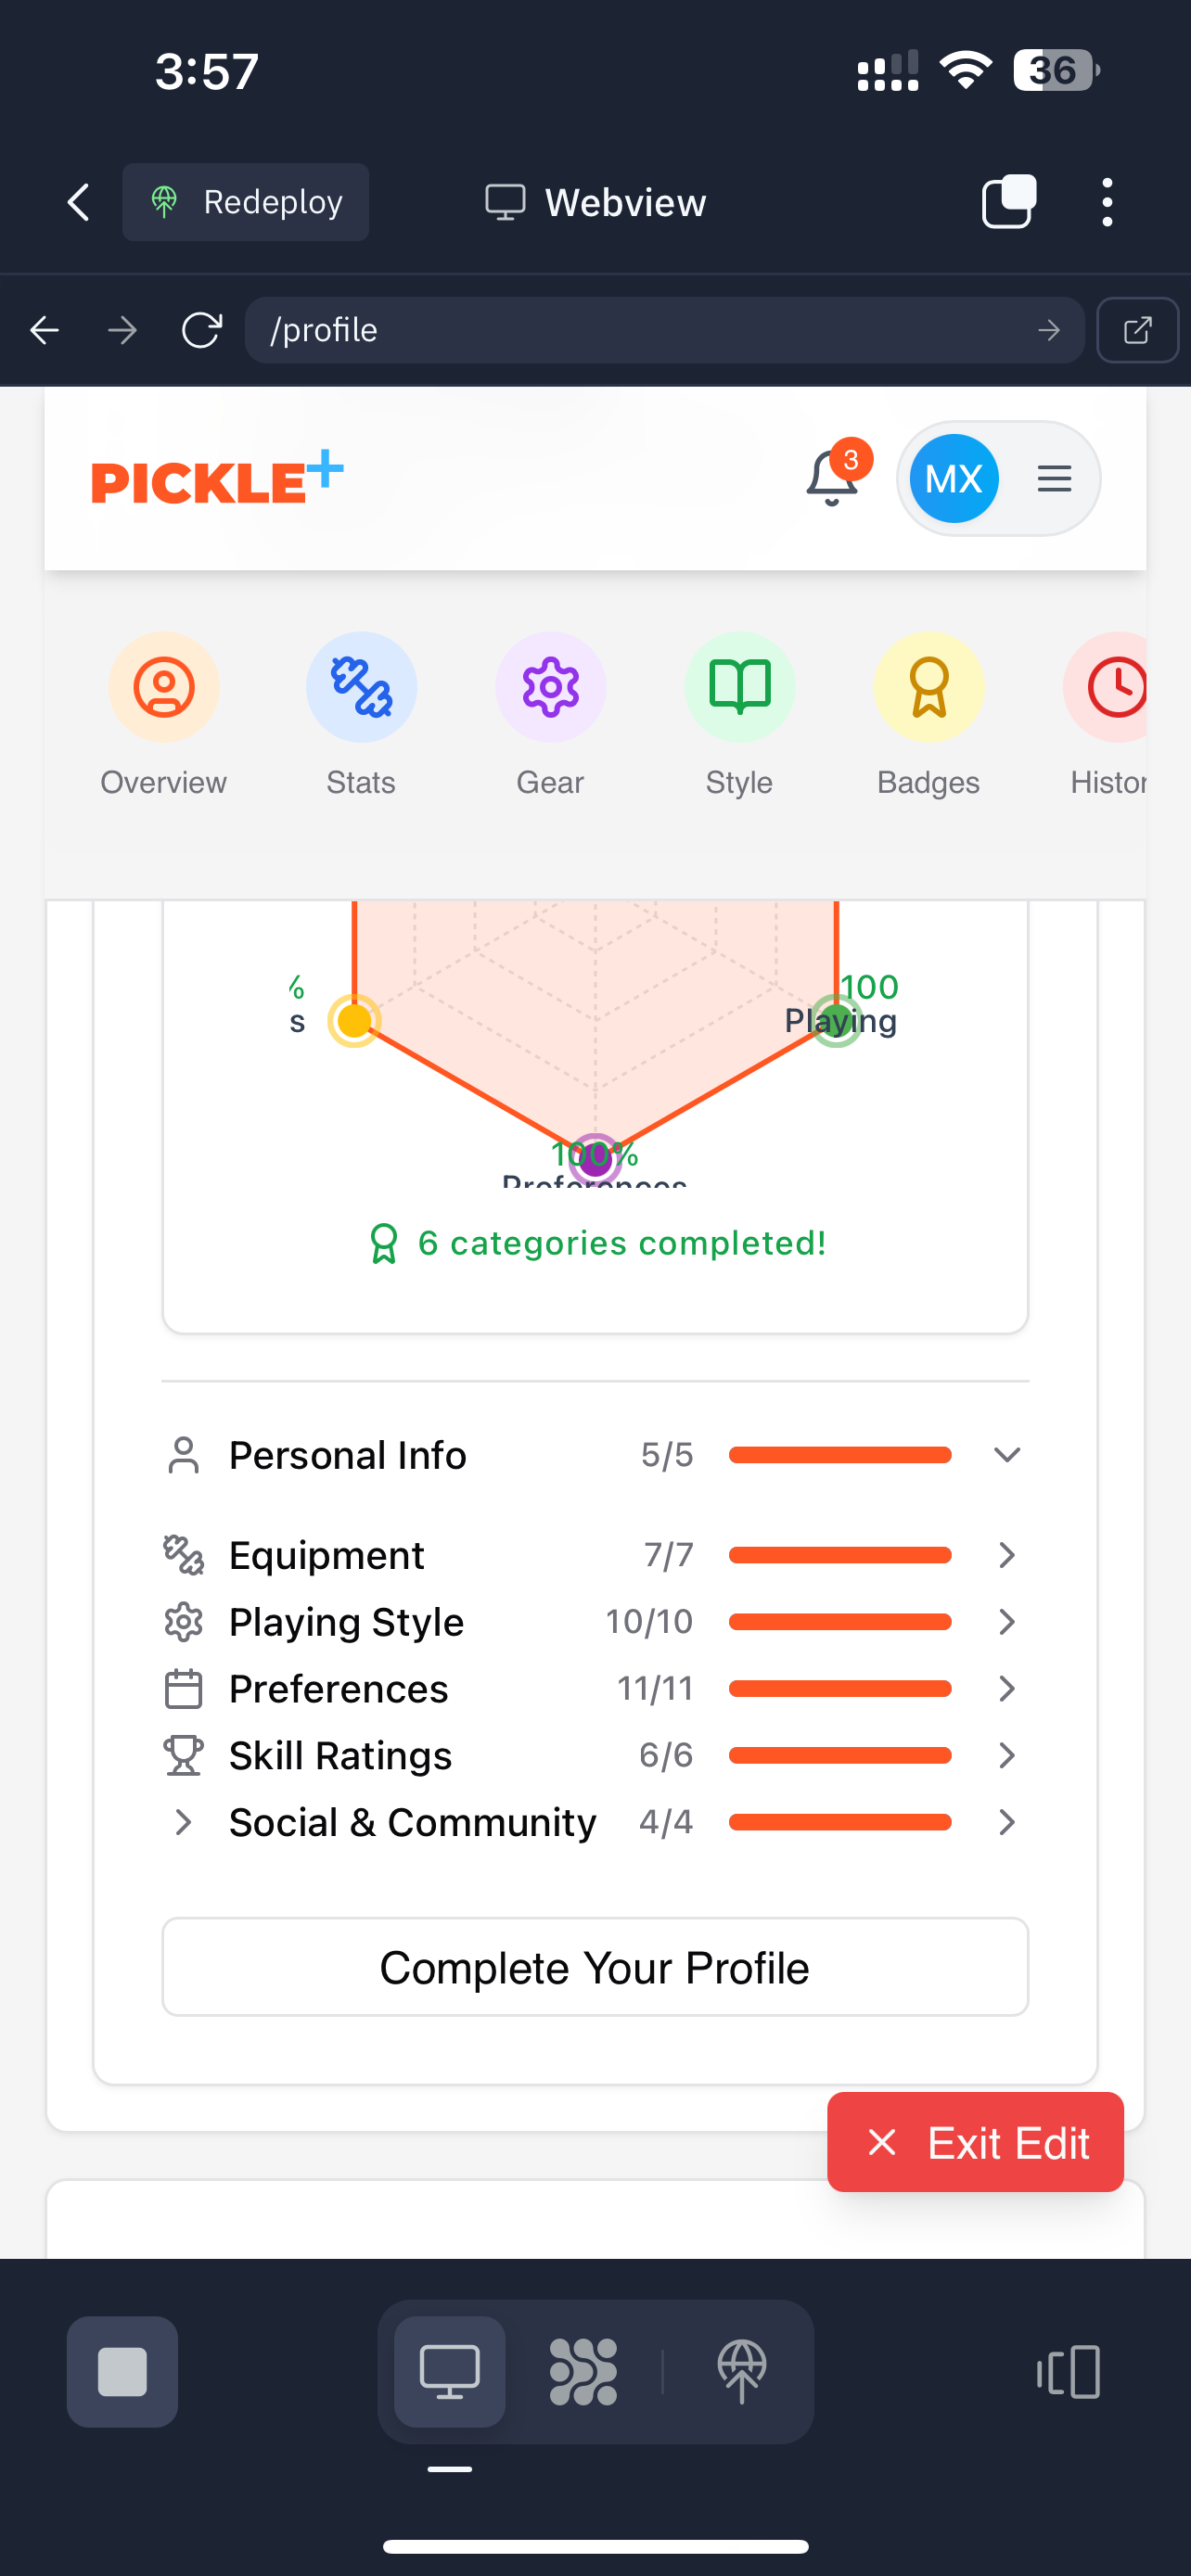 3:57
36
Redeploy
Webview
/profile
PICKLE+
3
MX
Overview
Stats
Gear
Style
Badges
Histor
%
s
100
Playing
100%
Preferences
6 categories completed!
Personal Info 5/5
Equipment 7/7
Playing Style 10/10
Preferences 11/11
Skill Ratings 6/6
Social & Community 4/4
Complete Your Profile
Exit Edit